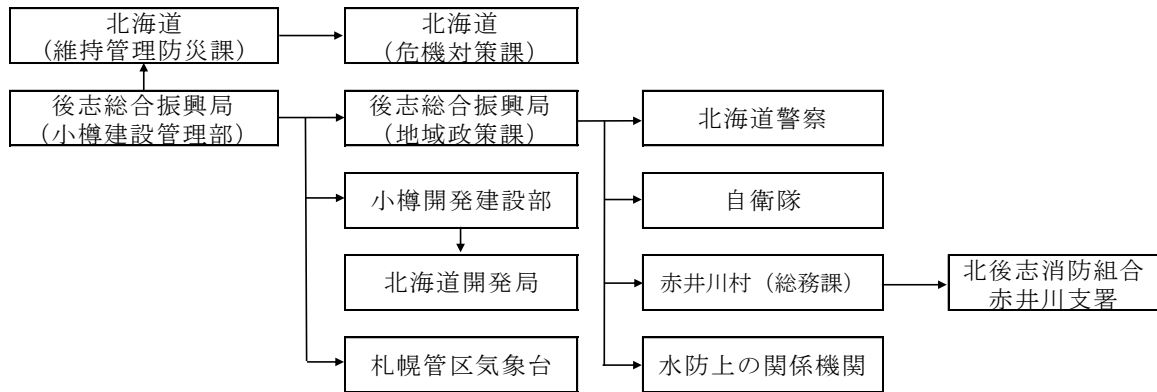 北海道
(維持管理防災課)
北海道
(危機対策課)
後志総合振興局
(小樽建設管理部)
後志総合振興局
(地域政策課)
北海道警察
小樽開発建設部
自衛隊
北海道開発局
赤井川村（総務課）
北後志消防組合
赤井川支署
札幌管区気象台
水防上の関係機関